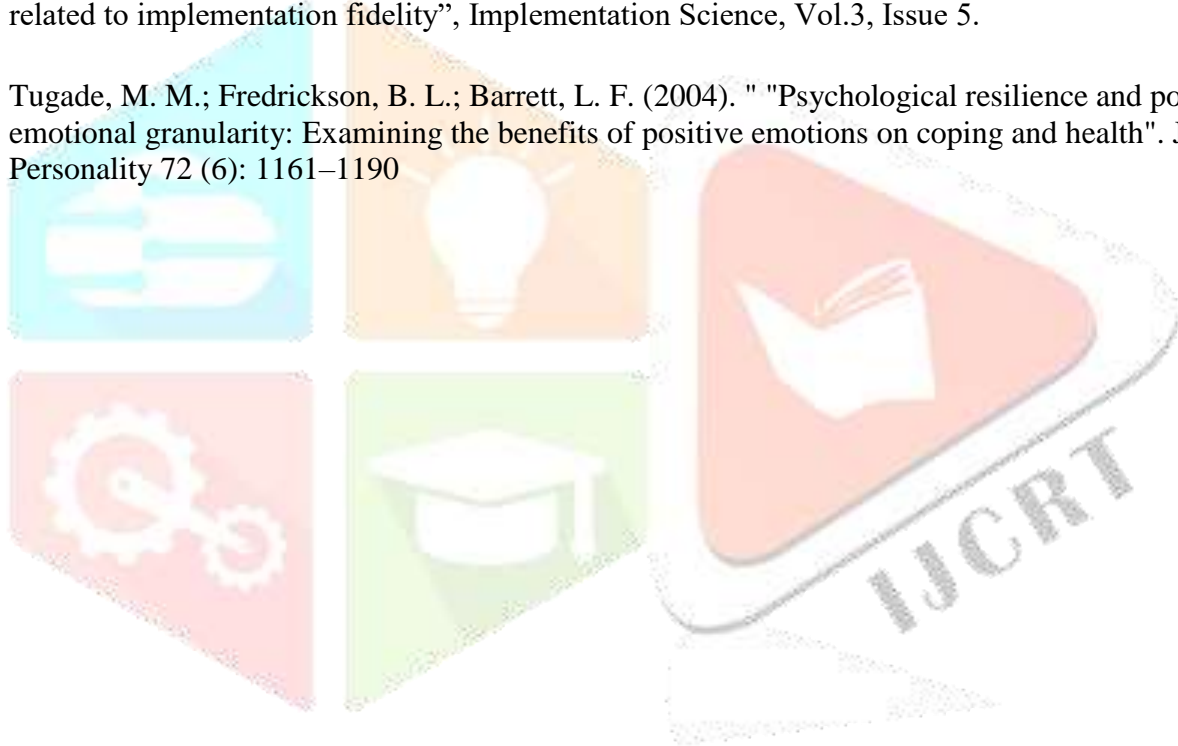 related to implementation fidelity”, Implementation Science, Vol.3, Issue 5.
Tugade, M. M.; Fredrickson, B. L.; Barrett, L. F. (2004). " "Psychological resilience and po
emotional granularity: Examining the benefits of positive emotions on coping and health". J
Personality 72 (6): 1161–1190
IJCRT